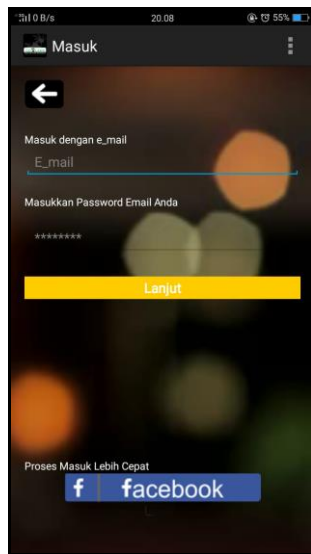 0 B/s 20.08 55%
Masuk
Masuk dengan e_mail
E_mail
Masukkan Password Email Anda
********
Lanjut
Proses Masuk Lebih Cepat
f facebook